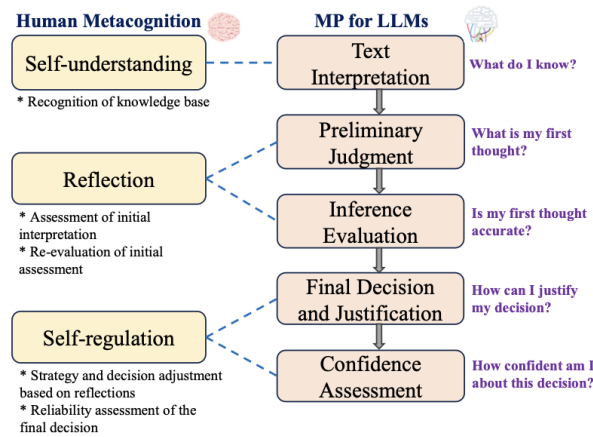 Human Metacognition
MP for LLMs
Self-understanding
* Recognition of knowledge base
Text
Interpretation
What do I know?
Preliminary
Judgment
What is my first
thought?
Reflection
* Assessment of initial
interpretation
* Re-evaluation of initial
assessment
Inference
Evaluation
Is my first thought
accurate?
Final Decision
and Justification
How can I justify
my decision?
Self-regulation
* Strategy and decision adjustment
based on reflections
* Reliability assessment of the
final decision
Confidence
Assessment
How confident am I
about this decision?